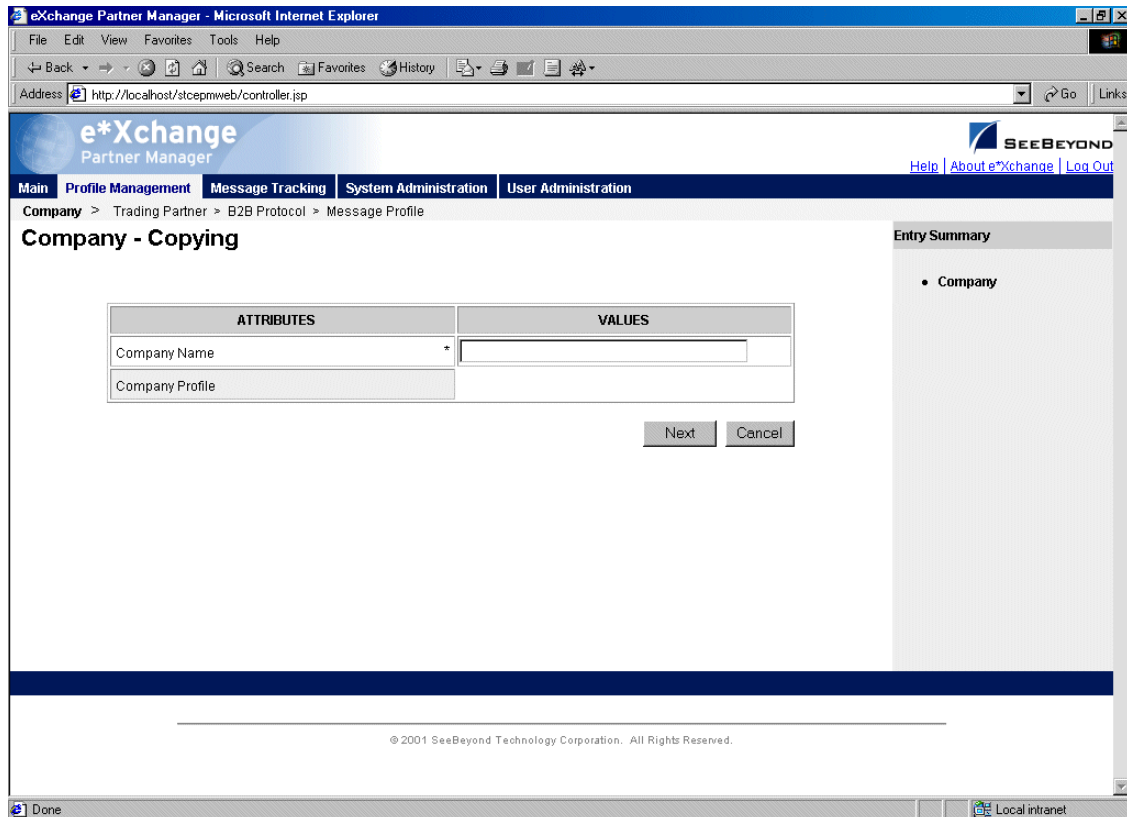 eXchange Partner Manager - Microsoft Internet Explorer
File Edit View Favorites Tools Help
Back Search Favorites History
Address http://localhost/stcepmweb/controller.jsp Go Links
e*Xchange
Partner Manager
SEEBEYOND
Help | About e*Xchange | Log Out
Main Profile Management Message Tracking System Administration User Administration
Company > Trading Partner > B2B Protocol > Message Profile
Company - Copying
Entry Summary
• Company
ATTRIBUTES VALUES
Company Name *
Company Profile
Next Cancel
© 2001 SeeBeyond Technology Corporation. All Rights Reserved.
Done Local intranet